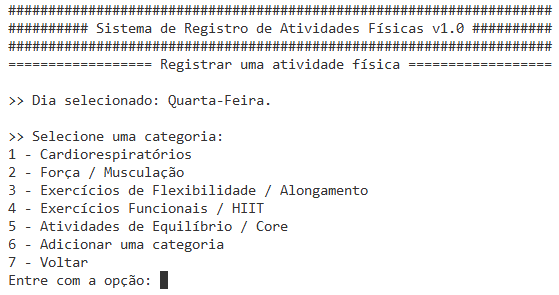 ####################################################################
########## Sistema de Registro de Atividades Físicas v1.0 ##########
####################################################################
================== Registrar uma atividade física ==================
>> Dia selecionado: Quarta-Feira.
>> Selecione uma categoria:
1 - Cardiorespiratórios
2 - Força / Musculação
3 - Exercícios de Flexibilidade / Alongamento
4 - Exercícios Funcionais / HIIT
5 - Atividades de Equilíbrio / Core
6 - Adicionar uma categoria
7 - Voltar
Entre com a opção: